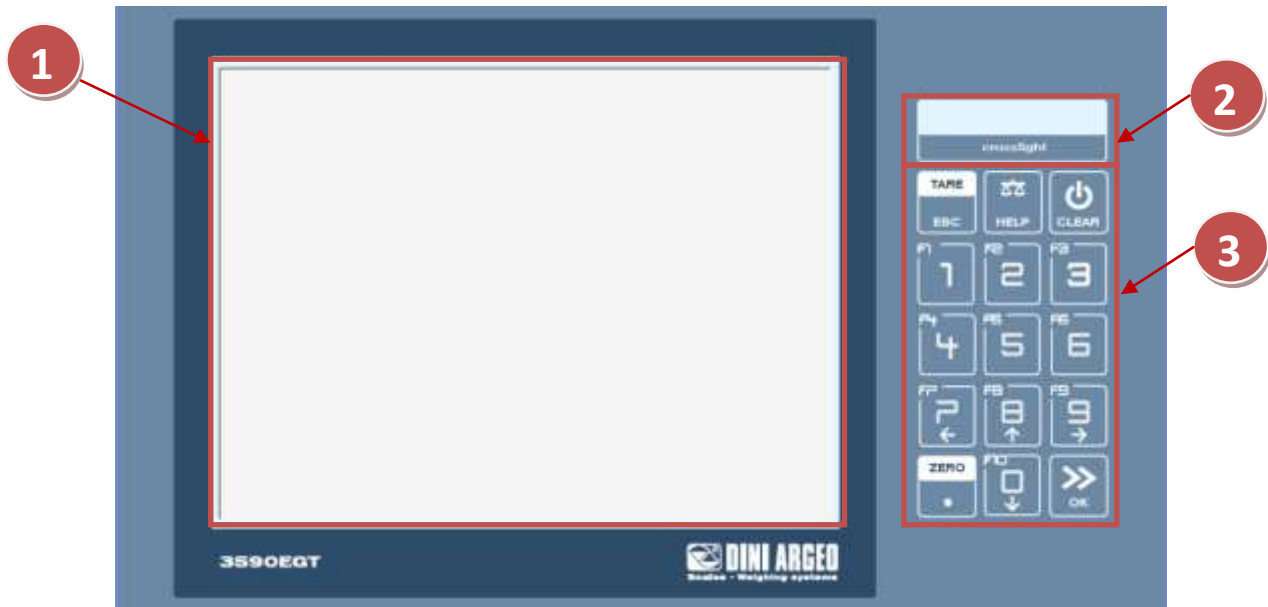 1
2
crosslight
TARE
ESC
HELP
CLEAR
F1 F2 F3
1 2 3
F4 F5 F6
4 5 6
F7 F8 F9
7 8 9
← ↑ →
ZERO F10
. 0 >>
↓ OK
3
3590EGT
DINI ARGEO
Scales - Weighing systems